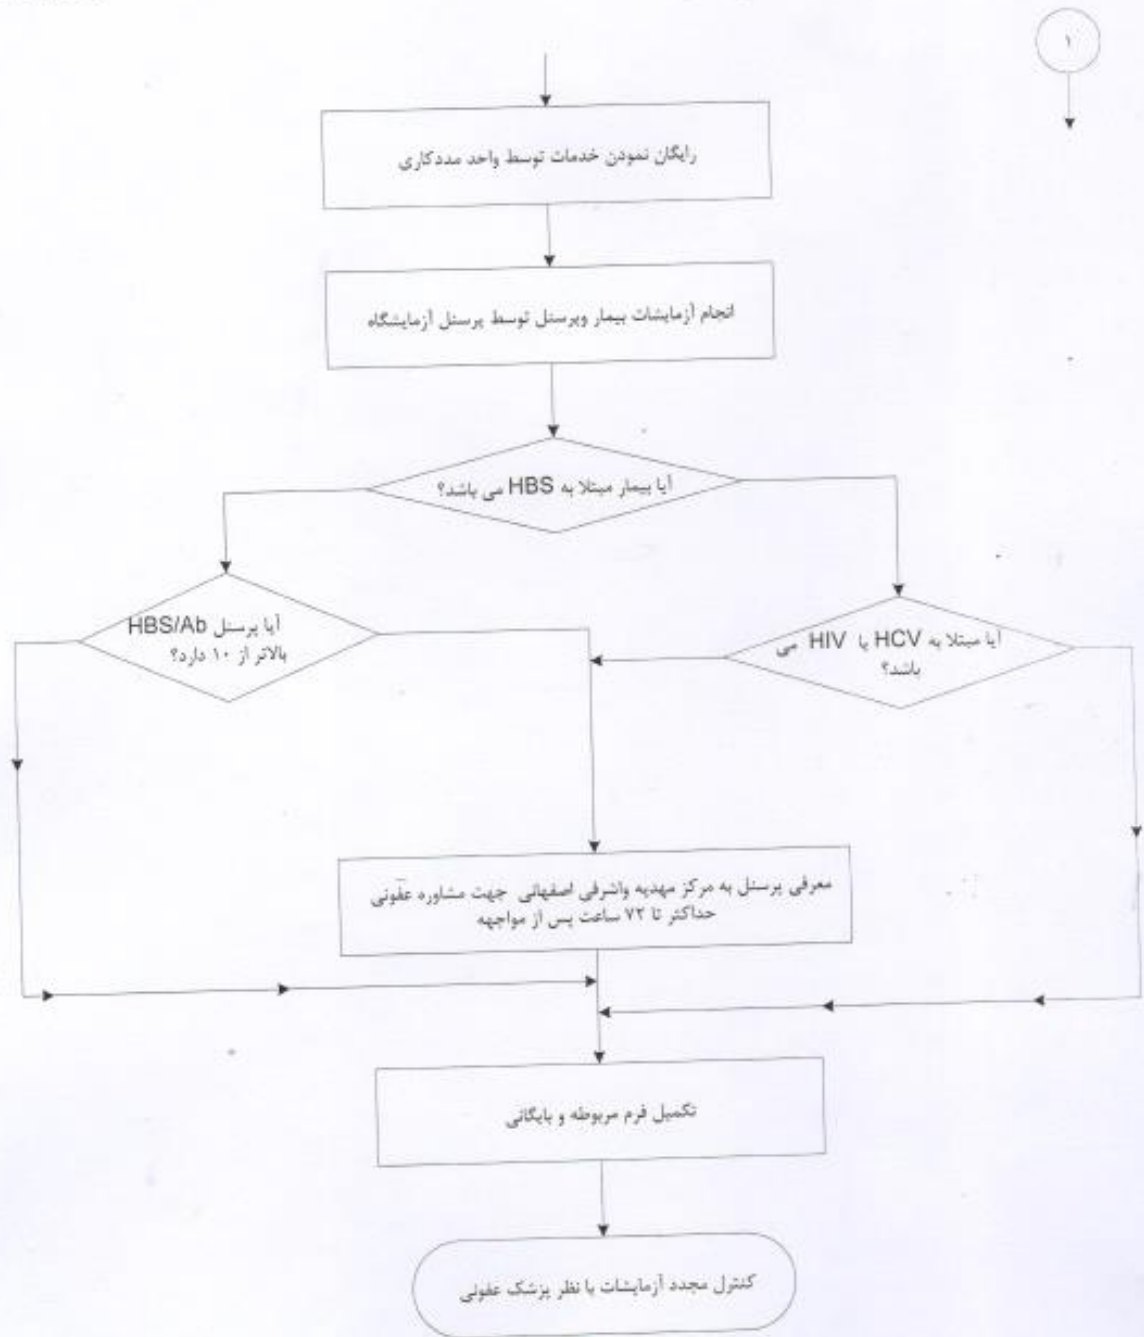 ۱
رایگان نمودن خدمات توسط واحد مددکاری
انجام آزمایشات بیمار وپرسنل توسط پرسنل آزمایشگاه
آیا بیمار مبتلا به HBS می باشد؟
آیا پرسنل HBS/Ab
بالاتر از ۱۰ دارد؟
آیا مبتلا به HCV یا HIV می
باشد؟
معرفی پرسنل به مرکز مهدیه واشرفی اصفهانی جهت مشاوره عفونی
حداکثر تا ۷۲ ساعت پس از مواجهه
تکمیل فرم مربوطه و بایگانی
کنترل مجدد آزمایشات با نظر پزشک عفونی